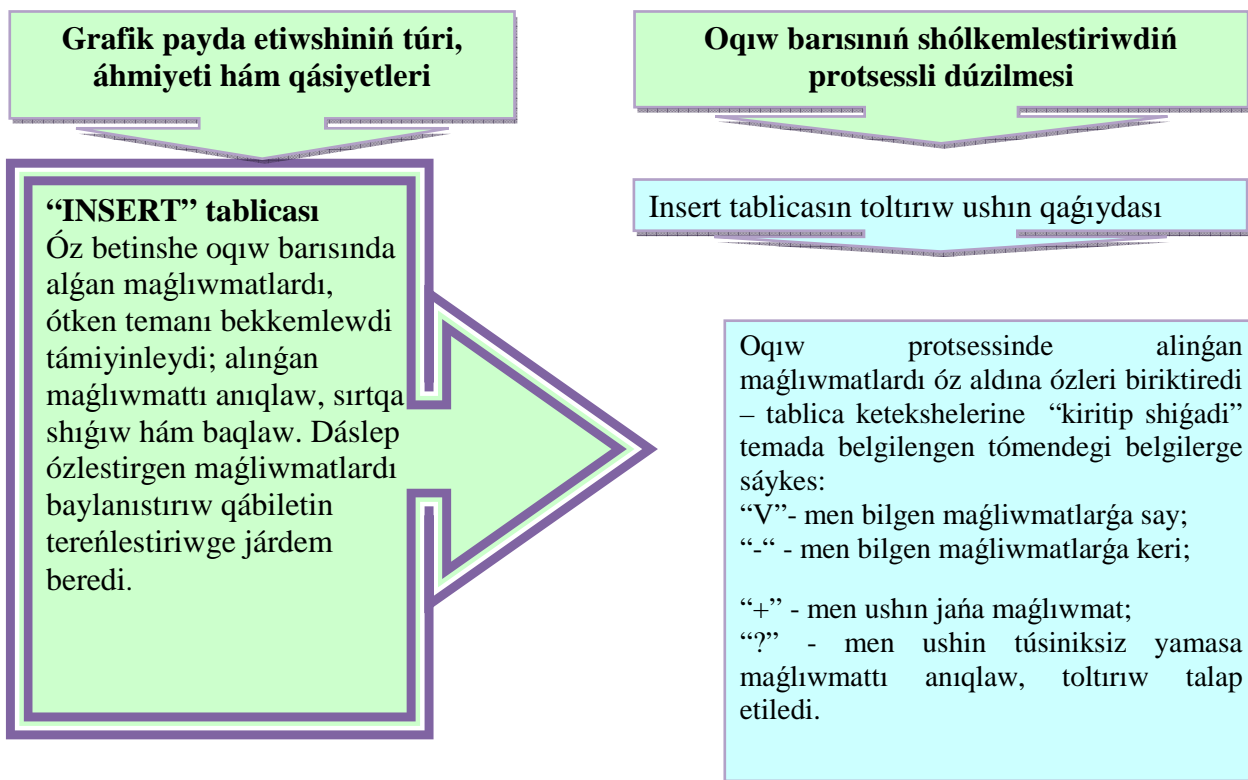 Grafik payda etiwshiniń túri,
áhmiyeti hám qásiyetleri
Oqıw barısınıń shólkemlestiriwdiń
protsessli dúzilmesi
“INSERT” tablicası
Óz betinshe oqıw barısında
alǵan maǵlıwmatlardı,
ótken temanı bekkemlewdi
támiyinleydi; alınǵan
maǵlıwmattı anıqlaw, sırtqa
shıǵıw hám baqlaw. Dáslep
ózlestirgen maǵliwmatlardı
baylanıstırıw qábiletin
tereńlestiriwge járdem
beredi.
Insert tablicasın toltırıw ushın qaǵıydası
Oqıw protsessinde alinǵan
maǵlıwmatlardı óz aldına ózleri biriktiredi
– tablica ketekshelerine “kiritip shiǵadi”
temada belgilengen tómendegi belgilerge
sáykes:
“V”- men bilgen maǵliwmatlarǵa say;
“-“ - men bilgen maǵliwmatlarǵa keri;
“+” - men ushın jańa maǵlıwmat;
“?” - men ushin túsiniksiz yamasa
maǵlıwmattı anıqlaw, toltırıw talap
etiledi.